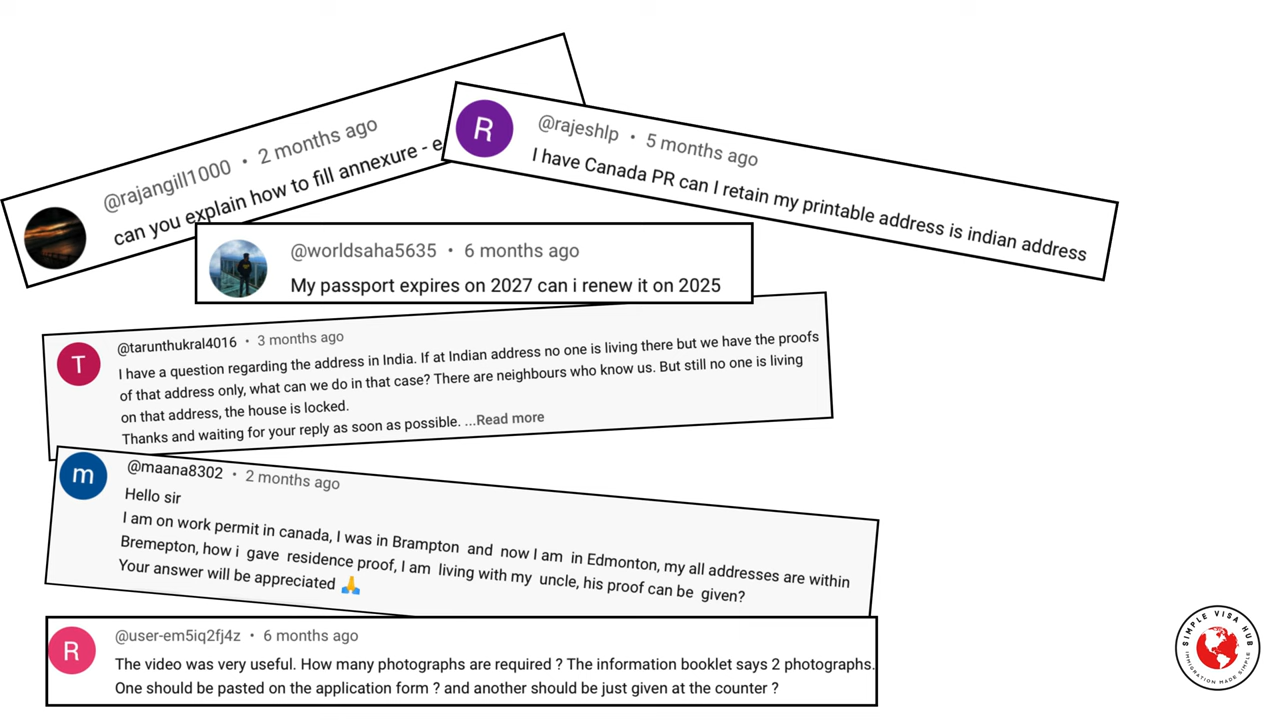 @rajangill1000 • 2 months ago
can you explain how to fill annexure - e
R
@rajeshlp • 5 months ago
I have Canada PR can I retain my printable address is indian address
@worldsaha5635 • 6 months ago
My passport expires on 2027 can i renew it on 2025
T
@tarunthukral4016 • 3 months ago
I have a question regarding the address in India. If at Indian address no one is living there but we have the proofs
of that address only, what can we do in that case? There are neighbours who know us. But still no one is living
on that address, the house is locked.
Thanks and waiting for your reply as soon as possible. ...Read more
m
@maana8302 • 2 months ago
Hello sir
I am on work permit in canada, I was in Brampton and now I am in Edmonton, my all addresses are within
Bremepton, how i gave residence proof, I am living with my uncle, his proof can be given?
Your answer will be appreciated 🙏
R
@user-em5iq2fj4z • 6 months ago
The video was very useful. How many photographs are required ? The information booklet says 2 photographs.
One should be pasted on the application form ? and another should be just given at the counter ?
SIMPLE VISA HUB
IMMIGRATION MADE SIMPLE